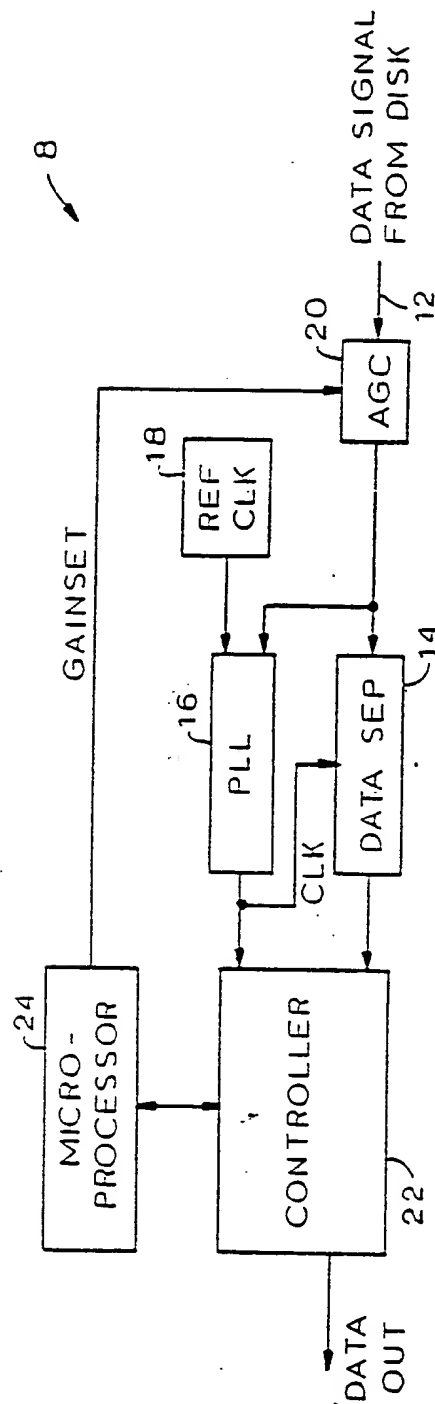 8
24
MICRO-
PROCESSOR
GAINSET
16
PLL
18
REF
CLK
20
AGC
12
DATA SIGNAL
FROM DISK
CONTROLLER
22
CLK
DATA SEP
14
DATA
OUT